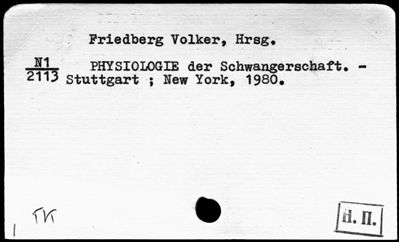 Friedberg Volker, Hrsg.
N1
2113
PHYSIOLOGIE der Schwangerschaft. -
Stuttgart ; New York, 1980.
Н. П.